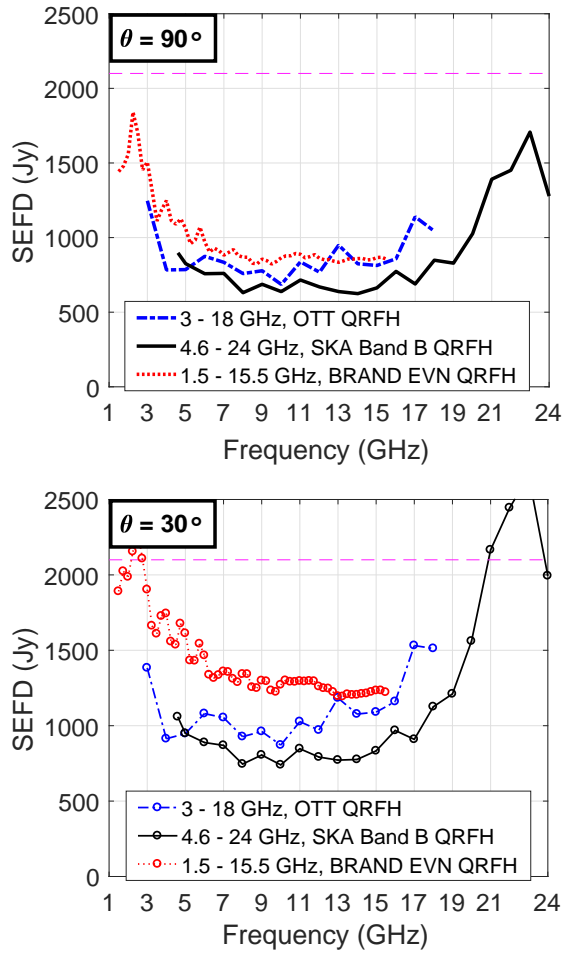 θ = 90°
2500
2000
1500
1000
500
0
SEFD (Jy)
3 - 18 GHz, OTT QRFH
4.6 - 24 GHz, SKA Band B QRFH
1.5 - 15.5 GHz, BRAND EVN QRFH
1 3 5 7 9 11 13 15 17 19 21 24
Frequency (GHz)
θ = 30°
2500
2000
1500
1000
500
0
SEFD (Jy)
3 - 18 GHz, OTT QRFH
4.6 - 24 GHz, SKA Band B QRFH
1.5 - 15.5 GHz, BRAND EVN QRFH
1 3 5 7 9 11 13 15 17 19 21 24
Frequency (GHz)